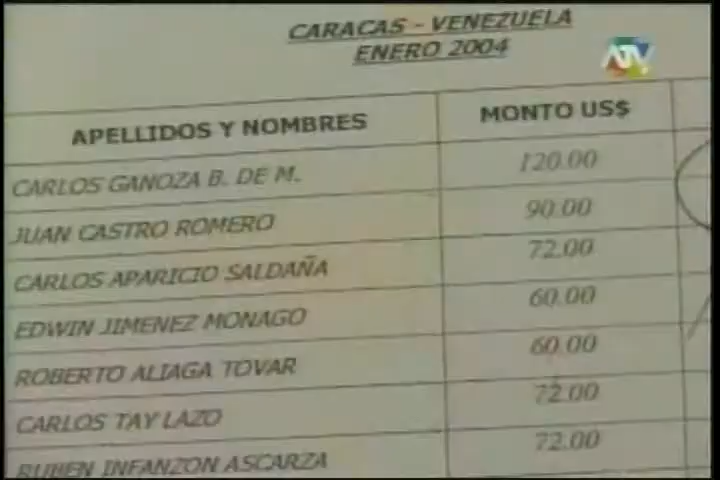 CARACAS - VENEZUELA
ENERO 2004
ATV
APELLIDOS Y NOMBRES MONTO US$
CARLOS GANOZA B. DE M. 120.00
JUAN CASTRO ROMERO 90.00
CARLOS APARICIO SALDAÑA 72.00
EDWIN JIMENEZ MONAGO 60.00
ROBERTO ALIAGA TOVAR 60.00
CARLOS TAY LAZO 72.00
RUBEN INFANZON ASCARZA 72.00